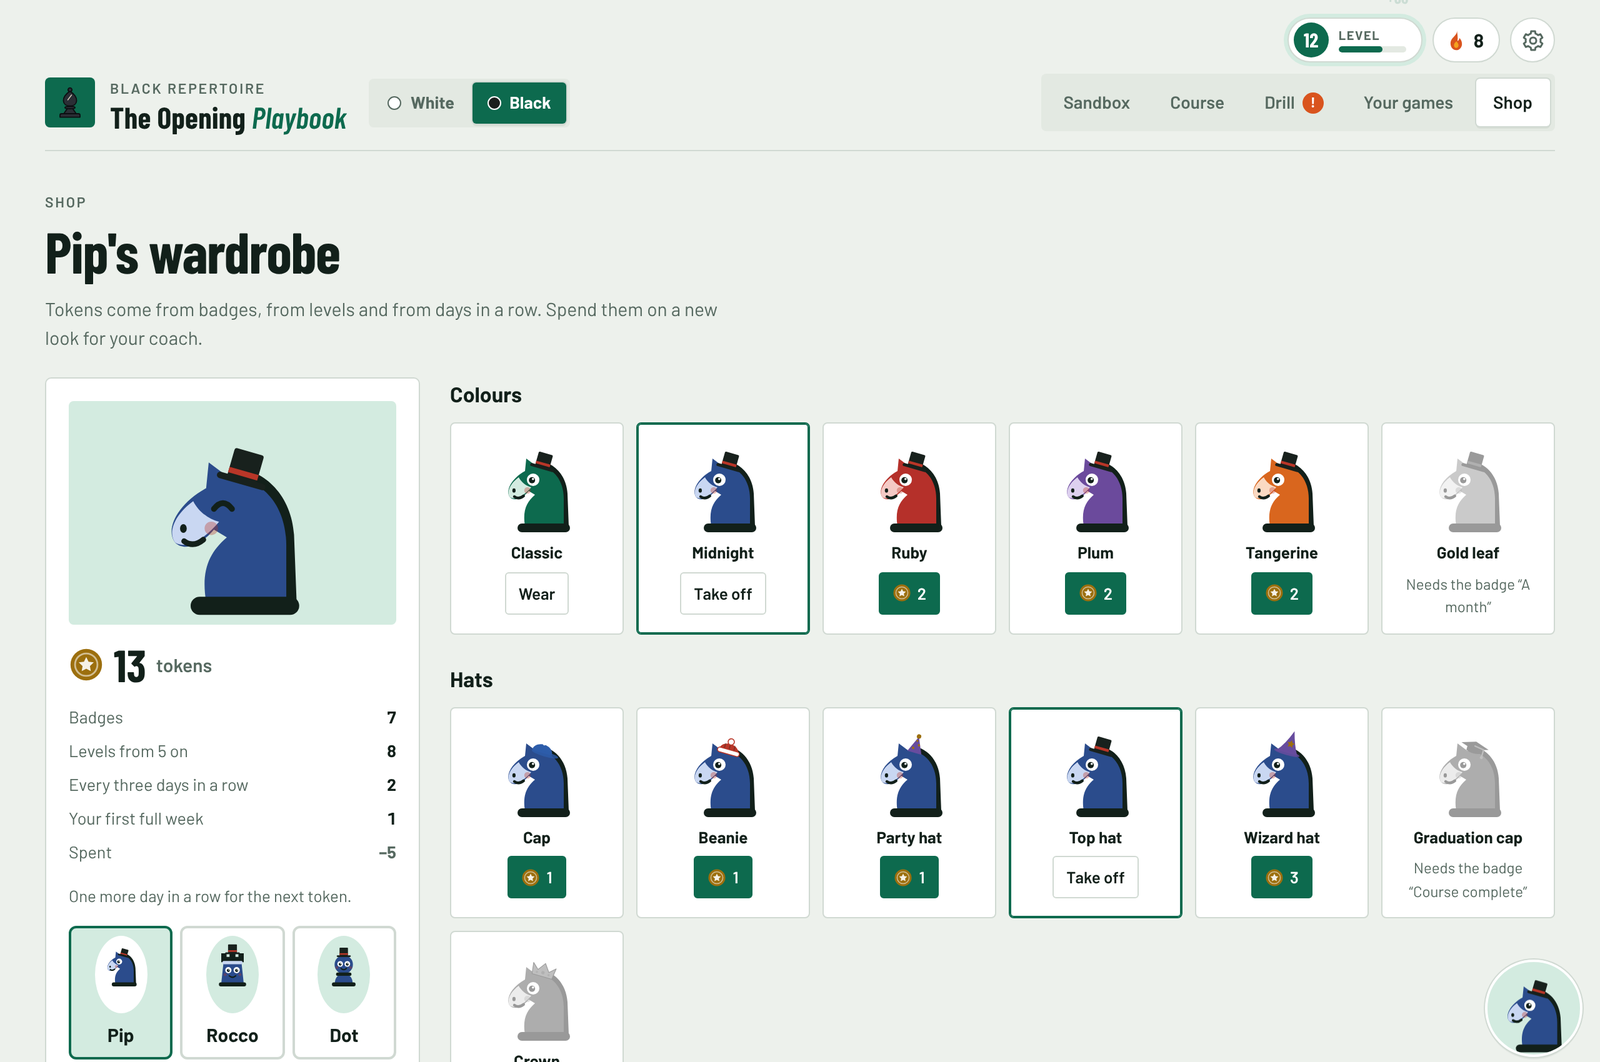 12 LEVEL 8
BLACK REPERTOIRE
The Opening Playbook
White Black
Sandbox Course Drill ! Your games Shop
SHOP
Pip's wardrobe
Tokens come from badges, from levels and from days in a row. Spend them on a new
look for your coach.
13 tokens
Badges 7
Levels from 5 on 8
Every three days in a row 2
Your first full week 1
Spent –5
One more day in a row for the next token.
Pip Rocco Dot
Colours
Classic Midnight Ruby Plum Tangerine Gold leaf
Wear Take off 2 2 2 Needs the badge “A
month”
Hats
Cap Beanie Party hat Top hat Wizard hat Graduation cap
1 1 1 Take off 3 Needs the badge
“Course complete”
Crown